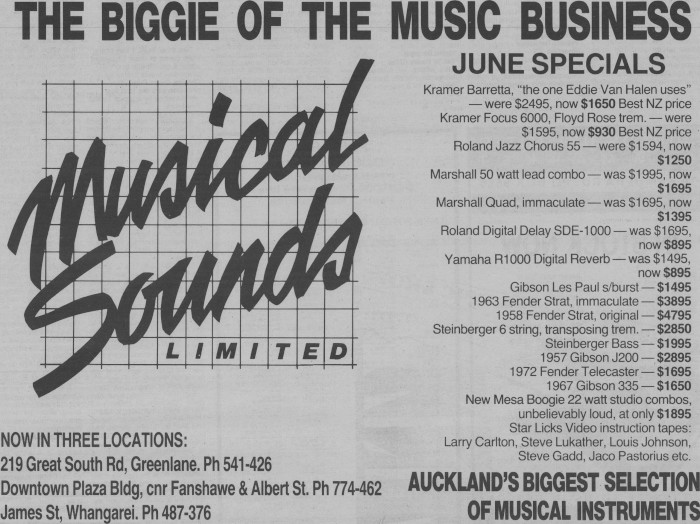 THE BIGGIE OF THE MUSIC BUSINESS
Musical
Sounds
LIMITED
NOW IN THREE LOCATIONS:
219 Great South Rd, Greenlane. Ph 541-426
Downtown Plaza Bldg, cnr Fanshawe & Albert St. Ph 774-462
James St, Whangarei. Ph 487-376
JUNE SPECIALS
Kramer Barretta, “the one Eddie Van Halen uses”
— were $2495, now $1650 Best NZ price
Kramer Focus 6000, Floyd Rose trem. — were
$1595, now $930 Best NZ price
Roland Jazz Chorus 55 — were $1594, now
$1250
Marshall 50 watt lead combo — was $1995, now
$1695
Marshall Quad, immaculate — was $1695, now
$1395
Roland Digital Delay SDE-1000 — was $1695,
now $895
Yamaha R1000 Digital Reverb — was $1495,
now $895
Gibson Les Paul s/burst — $1495
1963 Fender Strat, immaculate — $3895
1958 Fender Strat, original — $4795
Steinberger 6 string, transposing trem. — $2850
Steinberger Bass — $1995
1957 Gibson J200 — $2895
1972 Fender Telecaster — $1695
1967 Gibson 335 — $1650
New Mesa Boogie 22 watt studio combos,
unbelievably loud, at only $1895
Star Licks Video instruction tapes:
Larry Carlton, Steve Lukather, Louis Johnson,
Steve Gadd, Jaco Pastorius etc.
AUCKLAND’S BIGGEST SELECTION
OF MUSICAL INSTRUMENTS